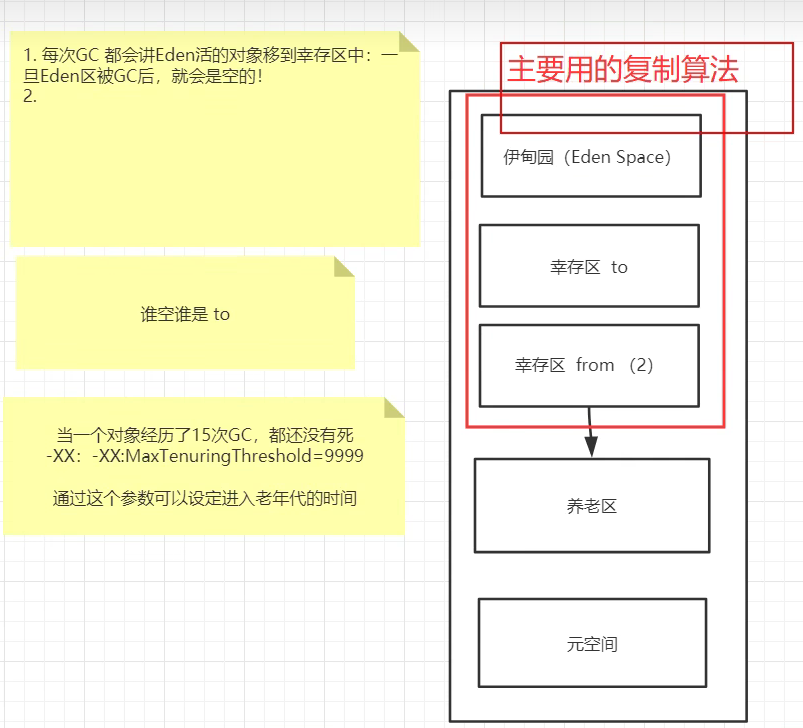 1. 每次GC 都会讲Eden活的对象移到幸存区中：一
旦Eden区被GC后，就会是空的！
2.
谁空谁是 to
当一个对象经历了15次GC，都还没有死
-XX：-XX:MaxTenuringThreshold=9999
通过这个参数可以设定进入老年代的时间
主要用的复制算法
伊甸园（Eden Space）
幸存区 to
幸存区 from （2）
养老区
元空间